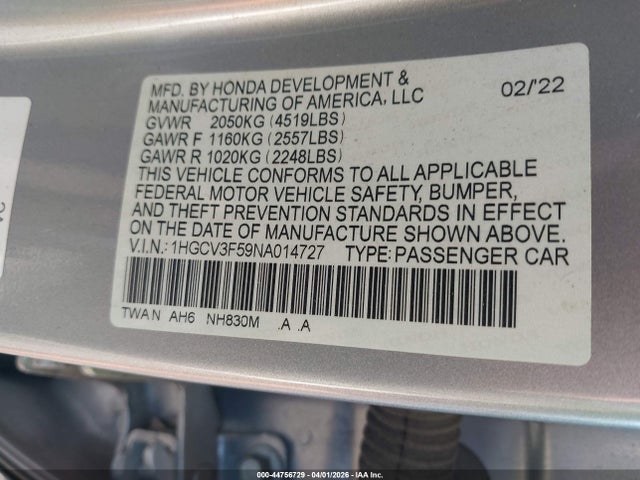 MFD. BY HONDA DEVELOPMENT &
MANUFACTURING OF AMERICA, LLC 02/'22
GVWR 2050KG (4519LBS)
GAWR F 1160KG (2557LBS)
GAWR R 1020KG (2248LBS)
THIS VEHICLE CONFORMS TO ALL APPLICABLE
FEDERAL MOTOR VEHICLE SAFETY, BUMPER,
AND THEFT PREVENTION STANDARDS IN EFFECT
ON THE DATE OF MANUFACTURE SHOWN ABOVE.
V.I.N.: 1HGCV3F59NA014727 TYPE: PASSENGER CAR
TWA N AH6 NH830M .A .A
000-44756729 04/01/2026 IAA Inc.